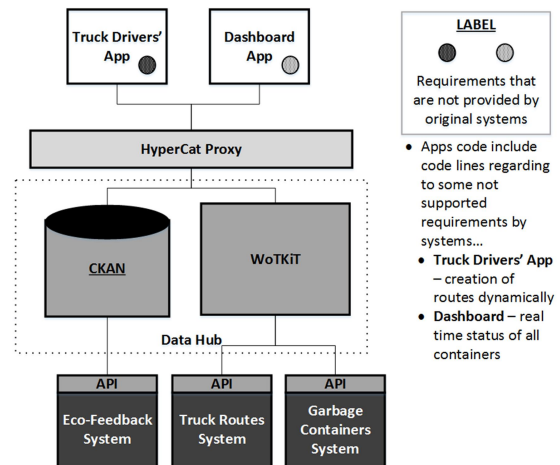 Truck Drivers'
App
Dashboard
App
HyperCat Proxy
CKAN
WoTKiT
Data Hub
API
Eco-Feedback
System
API
Truck Routes
System
API
Garbage
Containers
System
LABEL
Requirements that
are not provided by
original systems
• Apps code include
code lines regarding
to some not
supported
requirements by
systems...
• Truck Drivers' App
– creation of
routes dynamically
• Dashboard – real
time status of all
containers